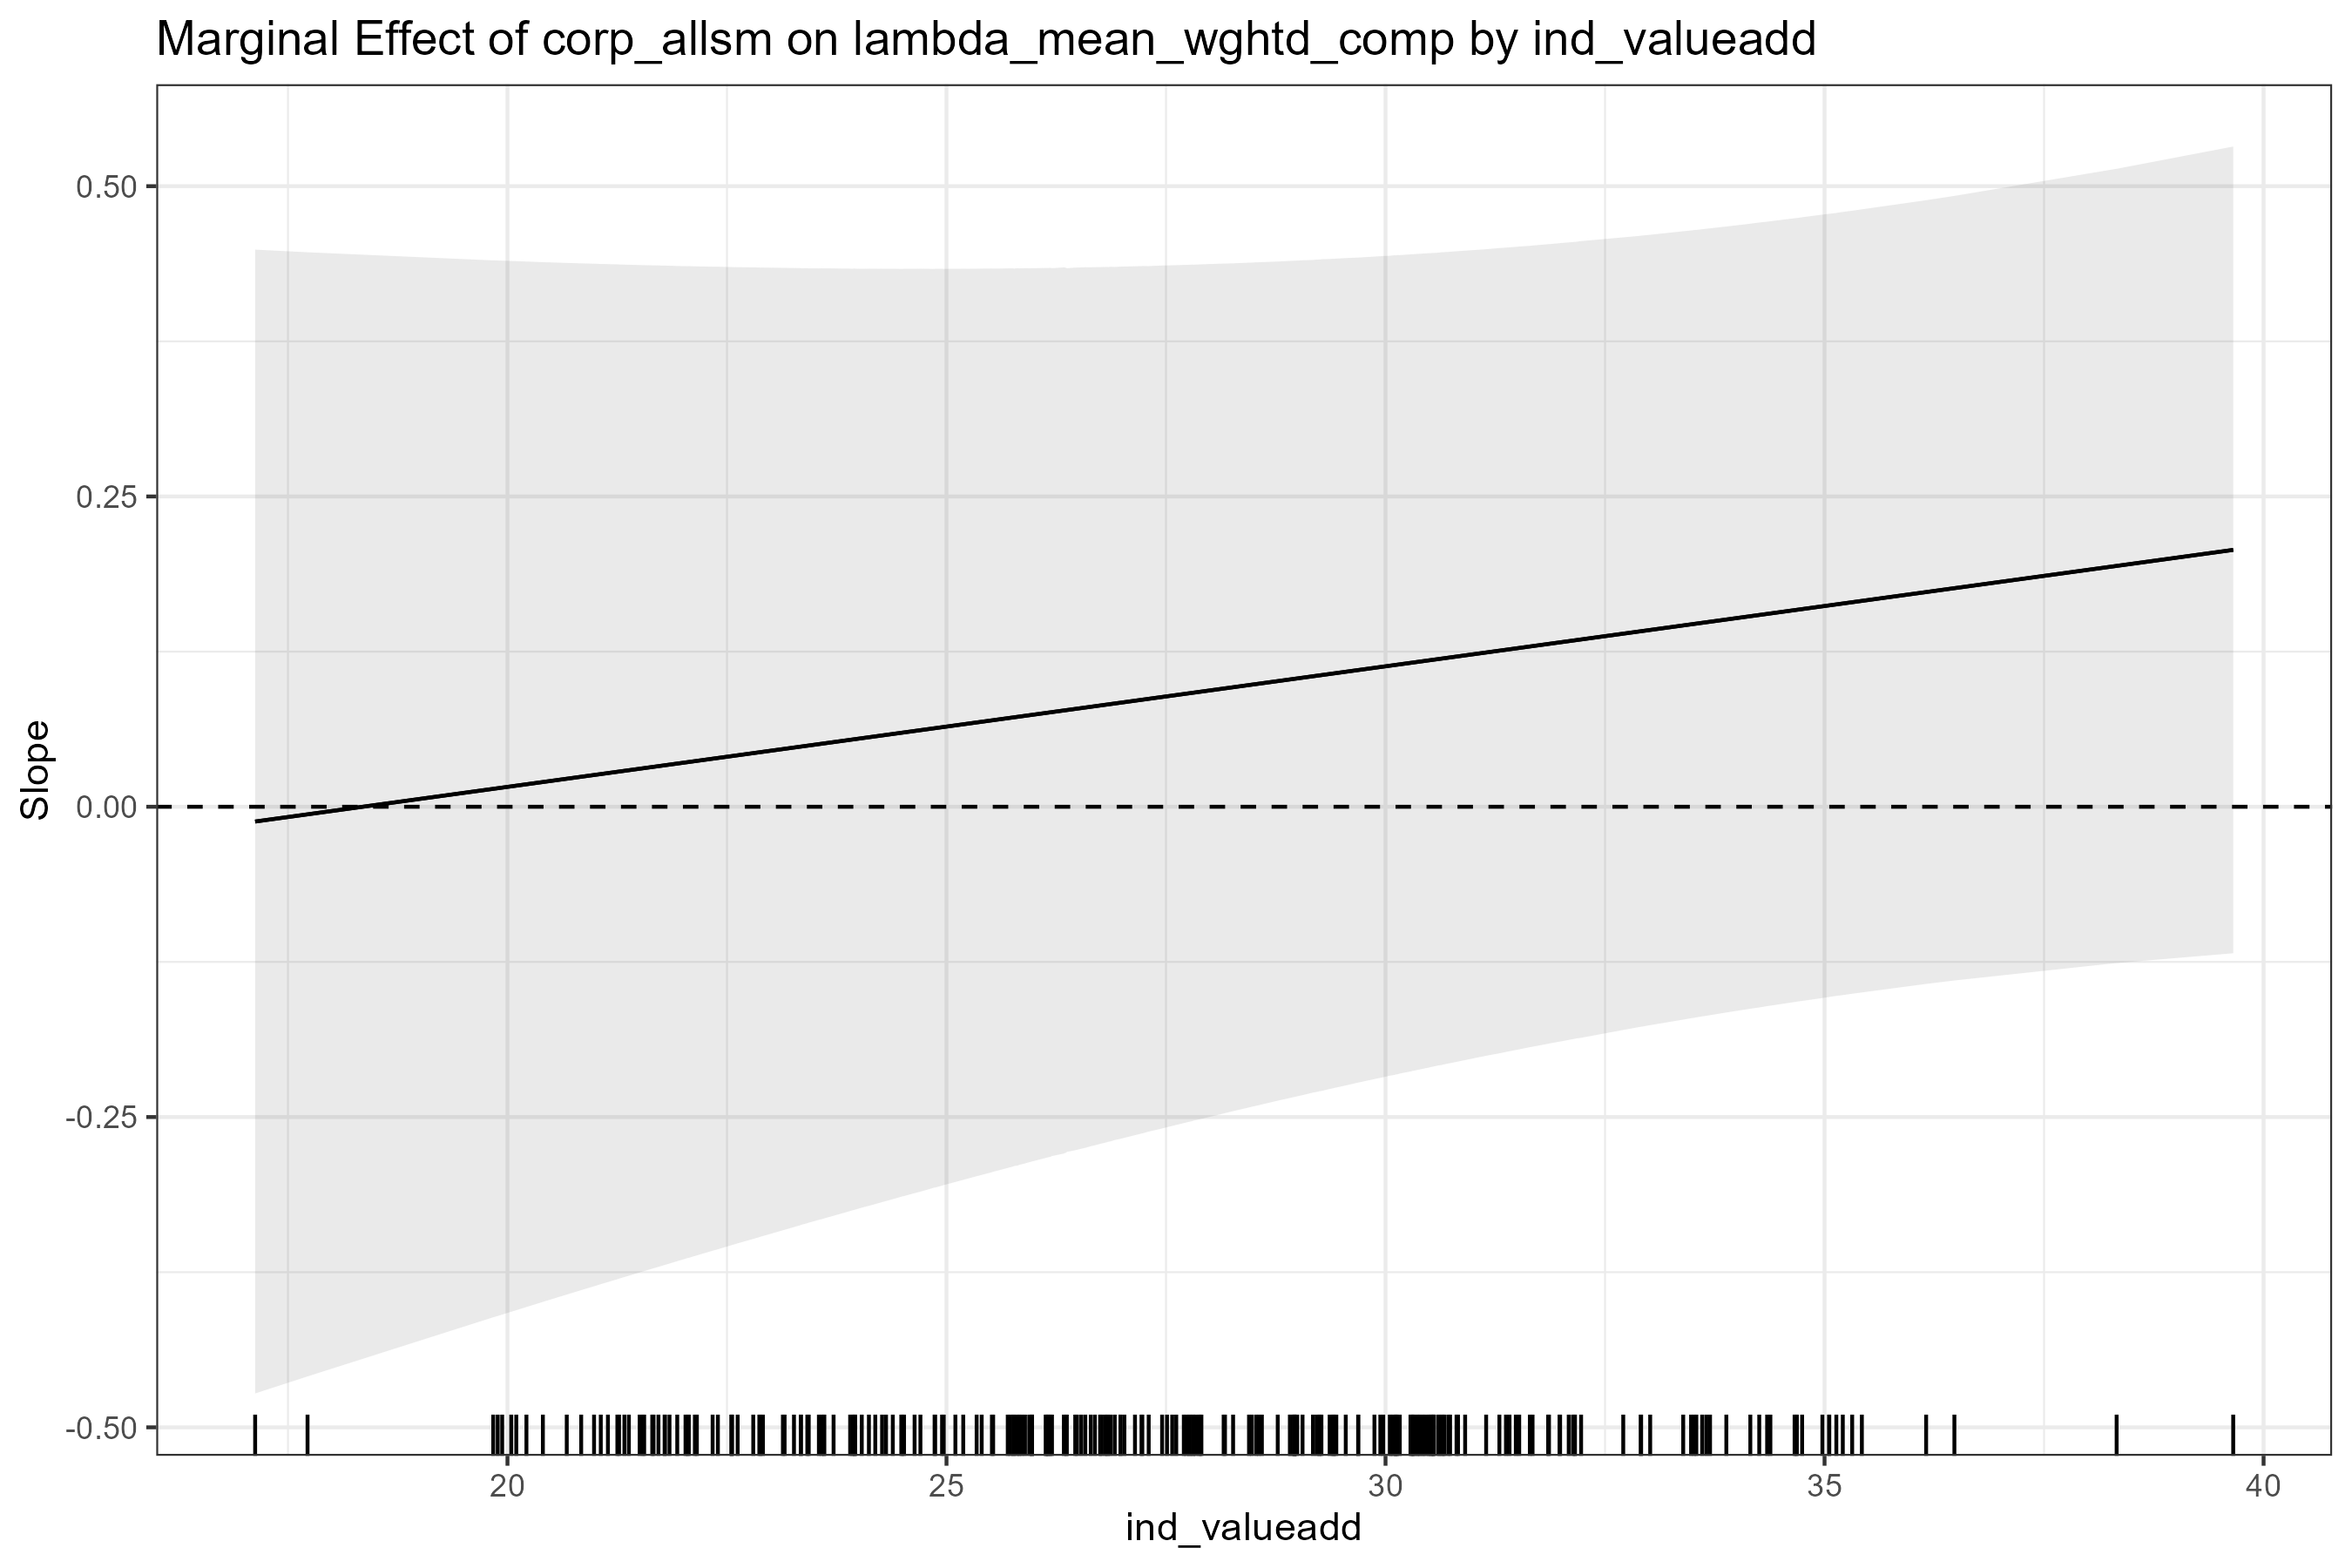 Marginal Effect of corp_allsm on lambda_mean_wghtd_comp by ind_valueadd
0.50
0.25
0.00
-0.25
-0.50
Slope
20 25 30 35 40
ind_valueadd